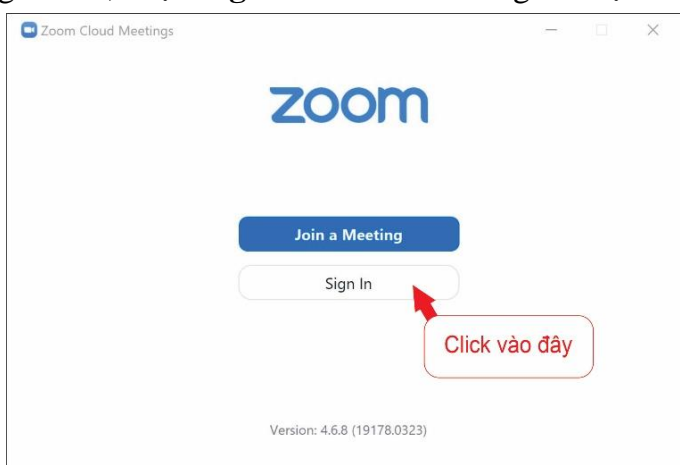 Zoom Cloud Meetings
zoom
Join a Meeting
Sign In
Click vào đây
Version: 4.6.8 (19178.0323)